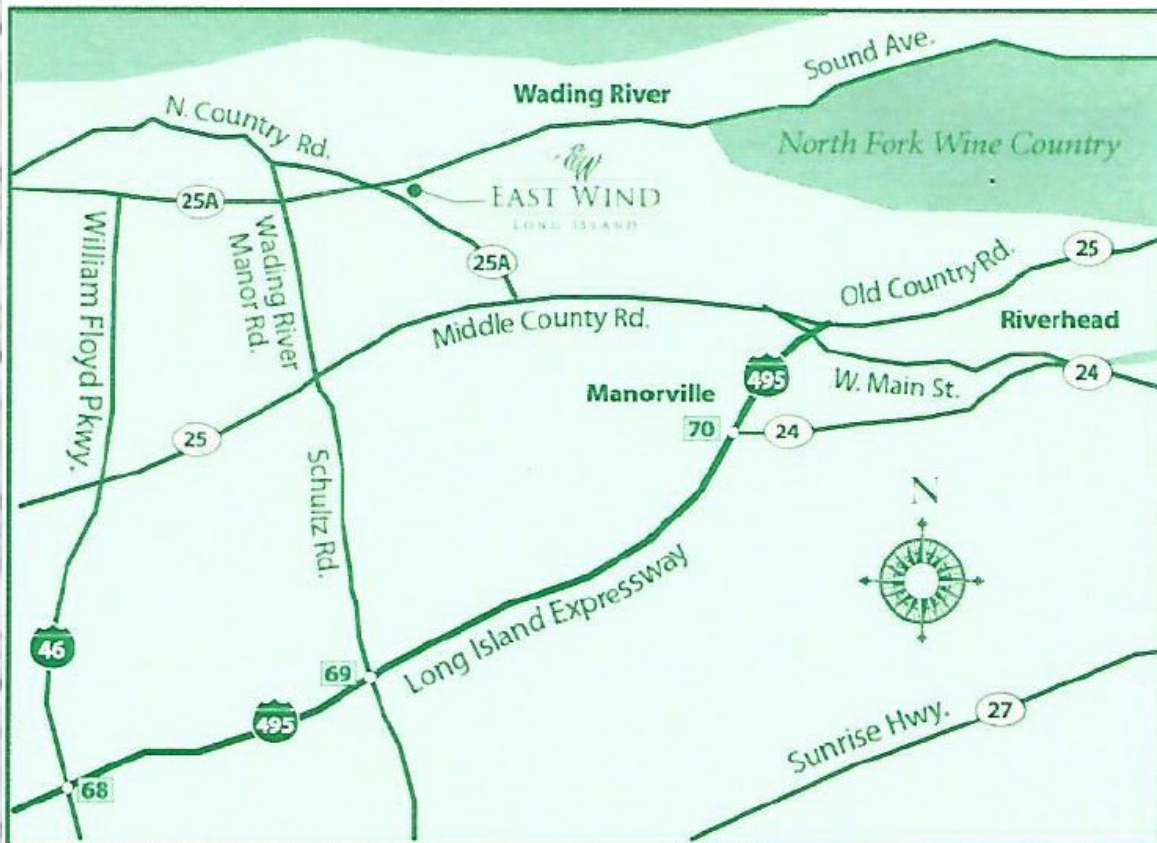 Sound Ave.
Wading River
N. Country Rd.
North Fork Wine Country
EW
EAST WIND
LONG ISLAND
25A
William Floyd Pkwy.
Wading River
Manor Rd.
25A
25
Old Country Rd.
Middle County Rd.
Riverhead
495
24
Manorville
W. Main St.
70
24
25
Schultz Rd.
N
Long Island Expressway
46
69
495
27
Sunrise Hwy.
68